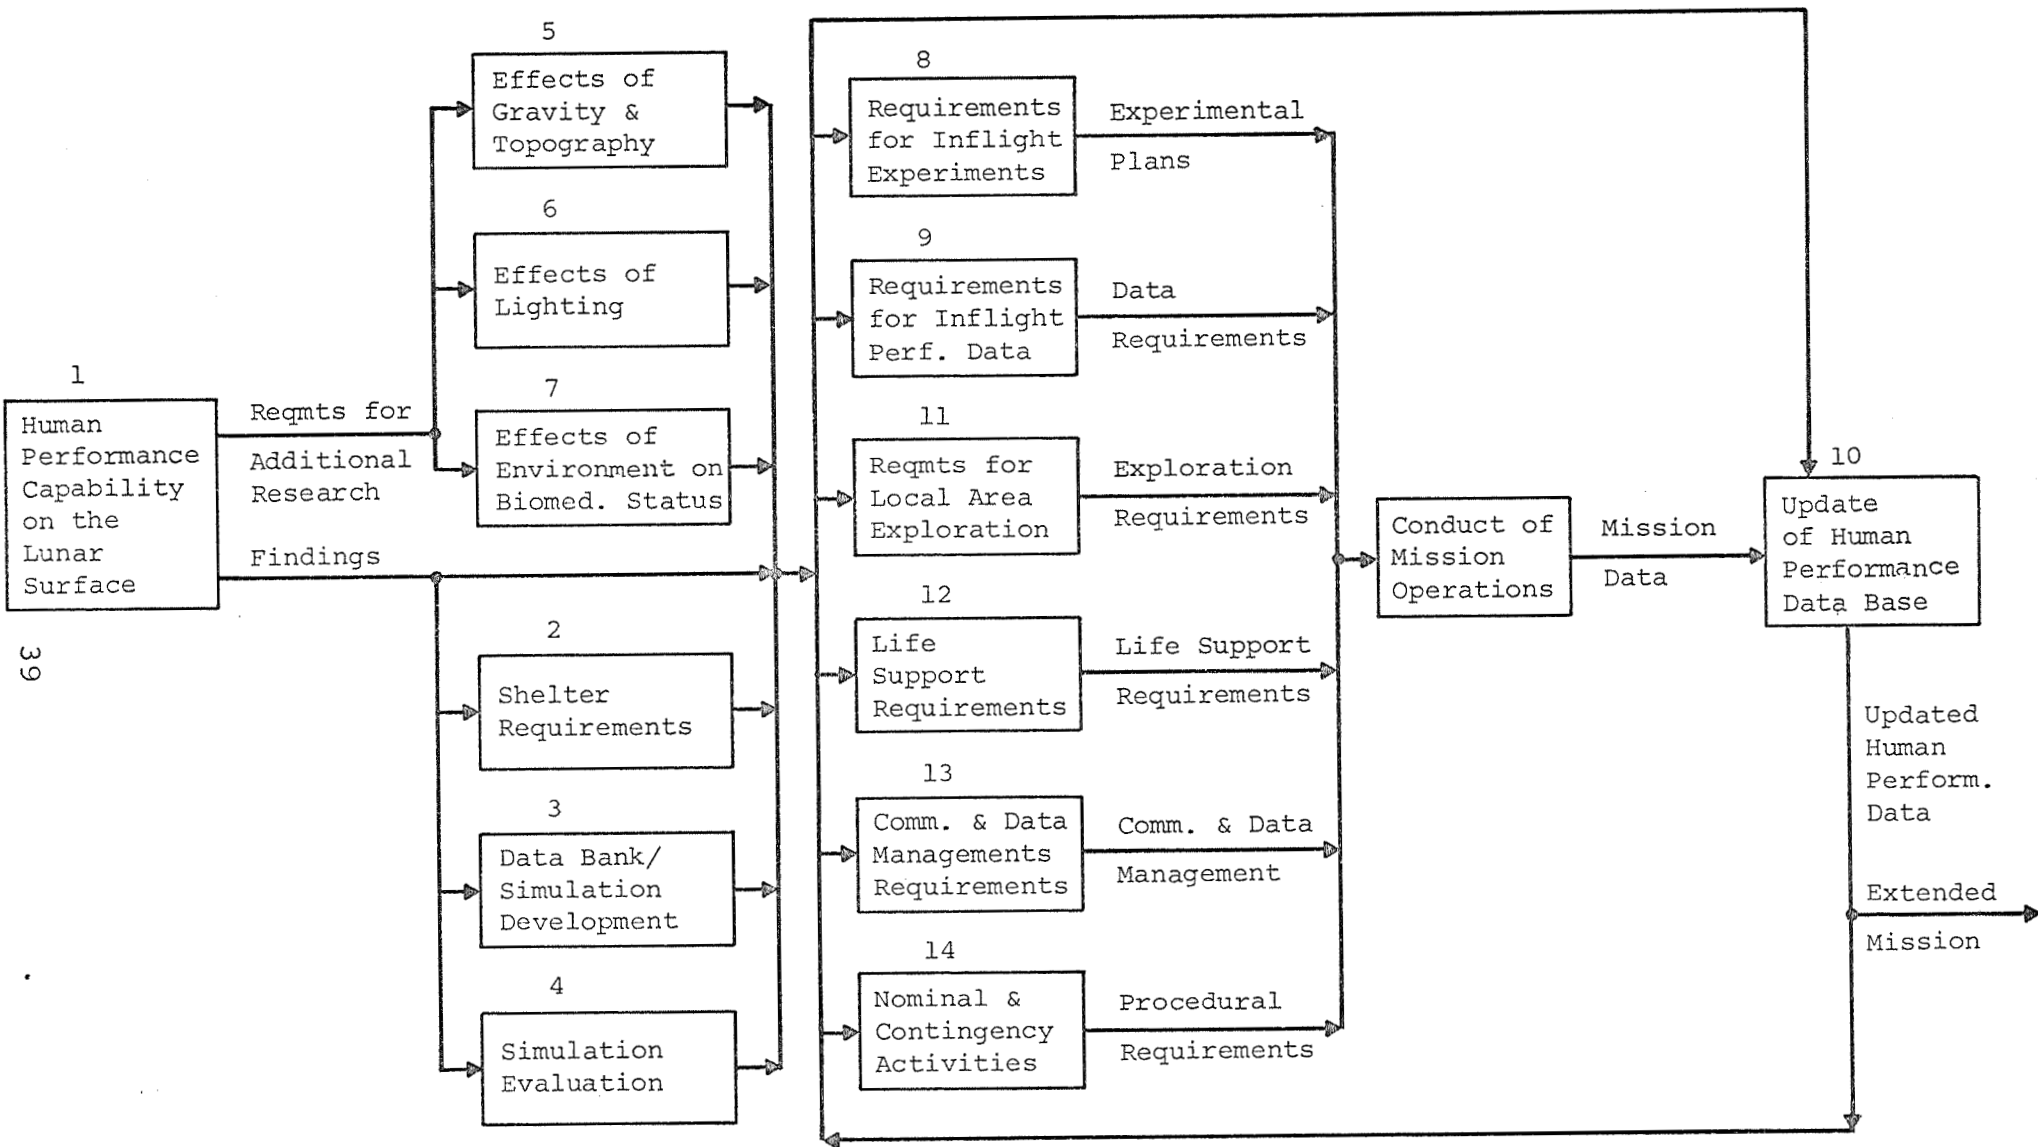 1
Human
Performance
Capability
on the
Lunar
Surface
Reqmts for
Additional
Research
Findings
5
Effects of
Gravity &
Topography
6
Effects of
Lighting
7
Effects of
Environment on
Biomed. Status
2
Shelter
Requirements
3
Data Bank/
Simulation
Development
4
Simulation
Evaluation
8
Requirements
for Inflight
Experiments
Experimental
Plans
9
Requirements
for Inflight
Perf. Data
Data
Requirements
11
Reqmts for
Local Area
Exploration
Exploration
Requirements
12
Life
Support
Requirements
Life Support
Requirements
13
Comm. & Data
Managements
Requirements
Comm. & Data
Management
14
Nominal &
Contingency
Activities
Procedural
Requirements
Conduct of
Mission
Operations
Mission
Data
10
Update
of Human
Performance
Data Base
Updated
Human
Perform.
Data
Extended
Mission
39